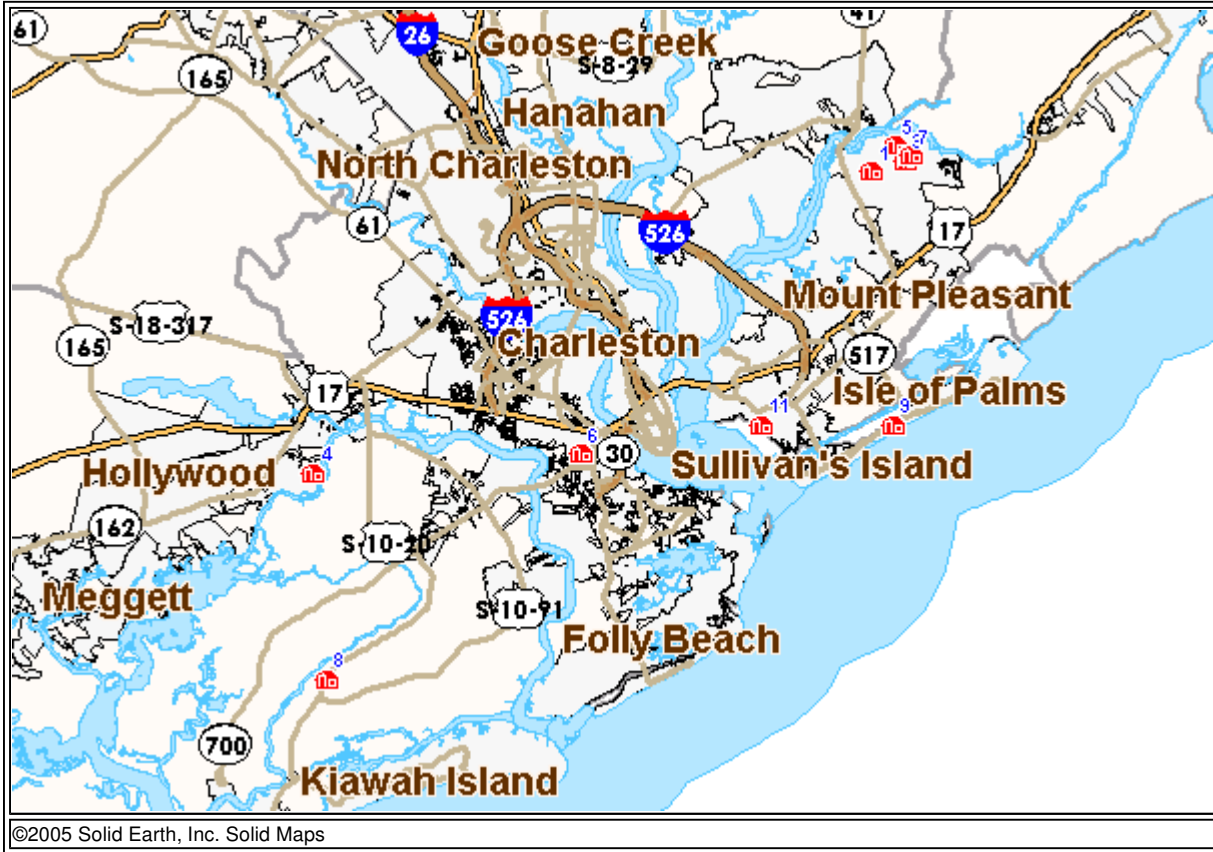 61
26
41
Goose Creek
S-8-29
165
Hanahan
5
7
1
North Charleston
61
526
17
Mount Pleasant
S-18-317
526
165
Charleston
517
17
Isle of Palms
11
9
6
30
4
Hollywood
Sullivan's Island
162
S-10-20
Meggett
S-10-91
Folly Beach
8
700
Kiawah Island
©2005 Solid Earth, Inc. Solid Maps